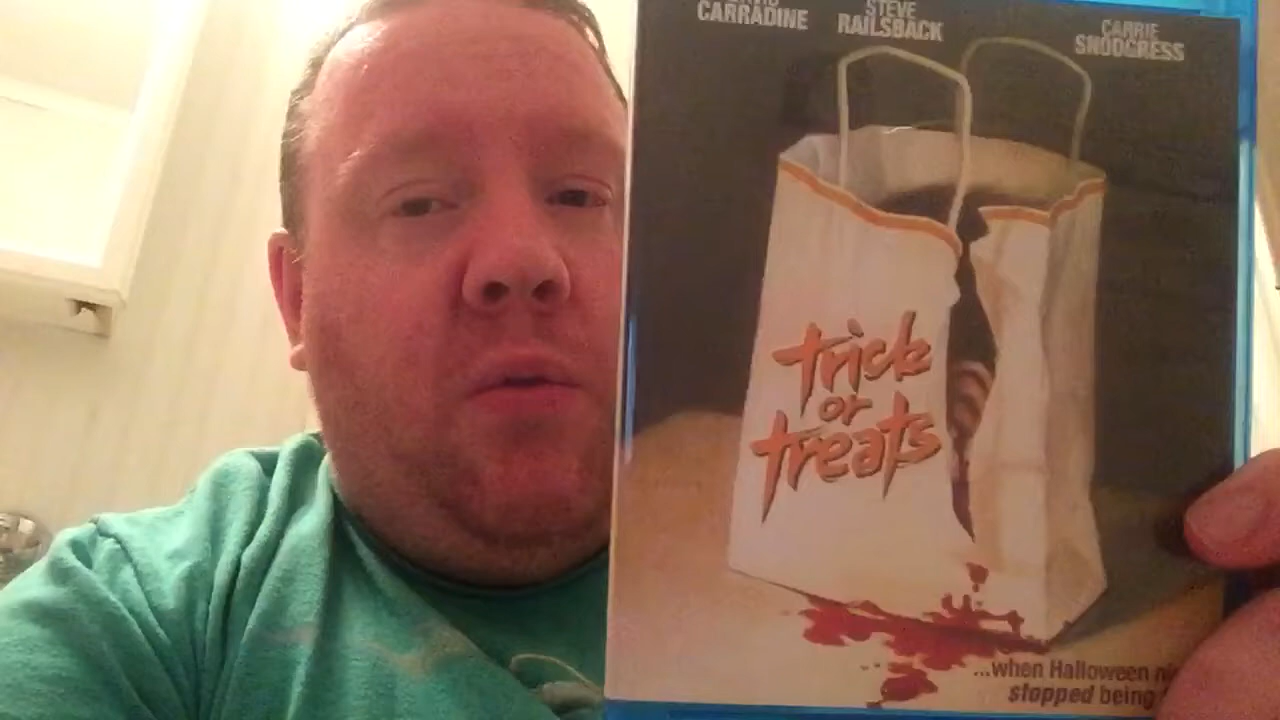 CARRADINE
STEVE
RAILSBACK
CARRIE
SNODGRESS
trick
or
treats
...when Halloween
stopped being